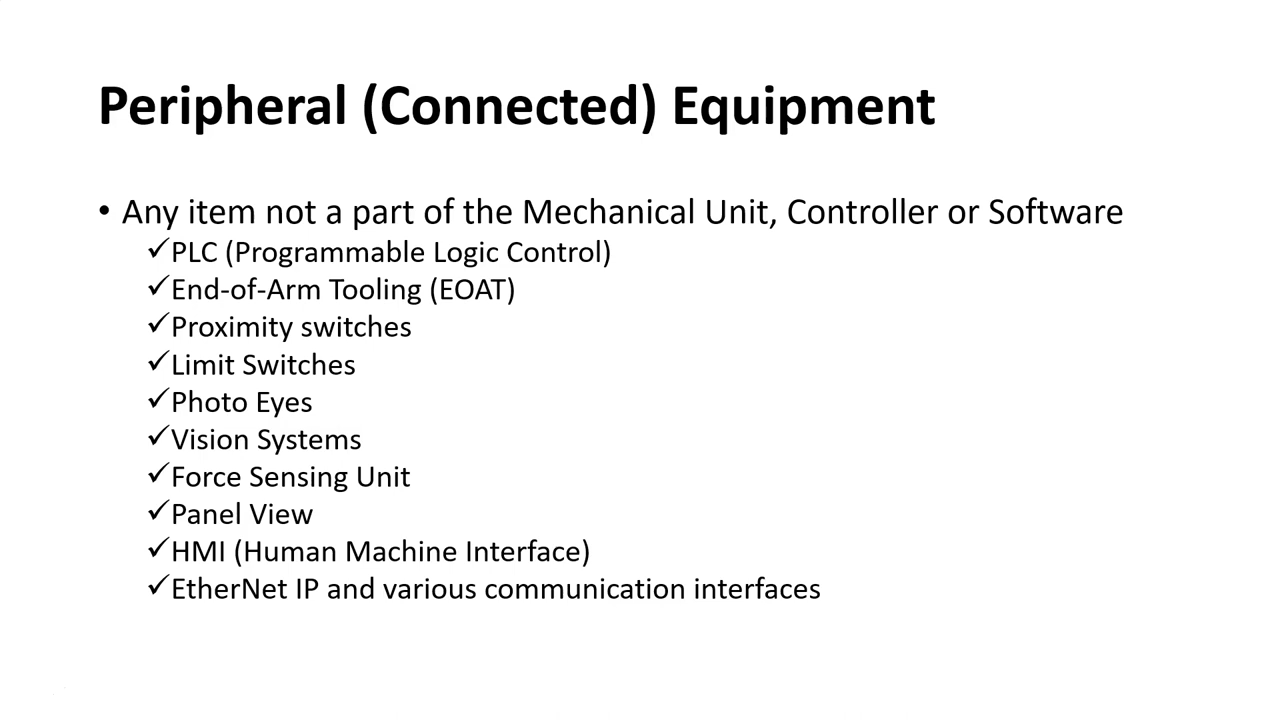 Peripheral (Connected) Equipment
• Any item not a part of the Mechanical Unit, Controller or Software
✓PLC (Programmable Logic Control)
✓End-of-Arm Tooling (EOAT)
✓Proximity switches
✓Limit Switches
✓Photo Eyes
✓Vision Systems
✓Force Sensing Unit
✓Panel View
✓HMI (Human Machine Interface)
✓EtherNet IP and various communication interfaces